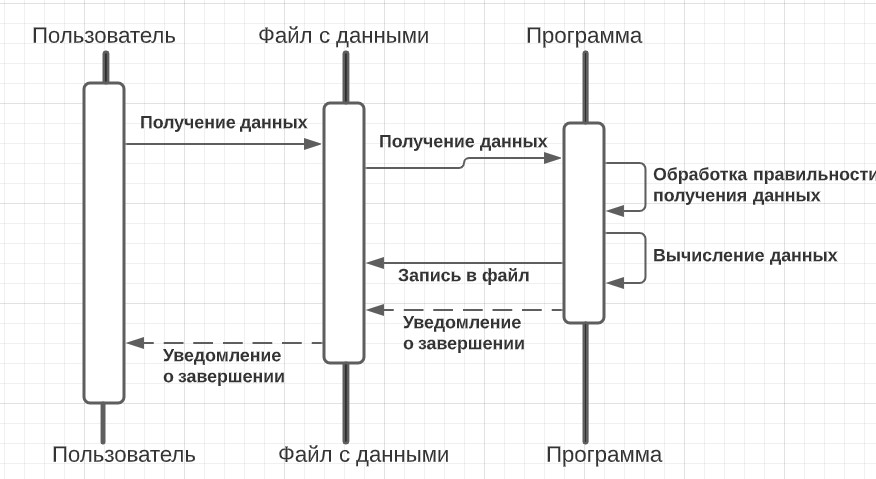 Пользователь
Файл с данными
Программа
Получение данных
Получение данных
Обработка правильности
получения данных
Вычисление данных
Запись в файл
Уведомление
о завершении
Уведомление
о завершении
Пользователь
Файл с данными
Программа